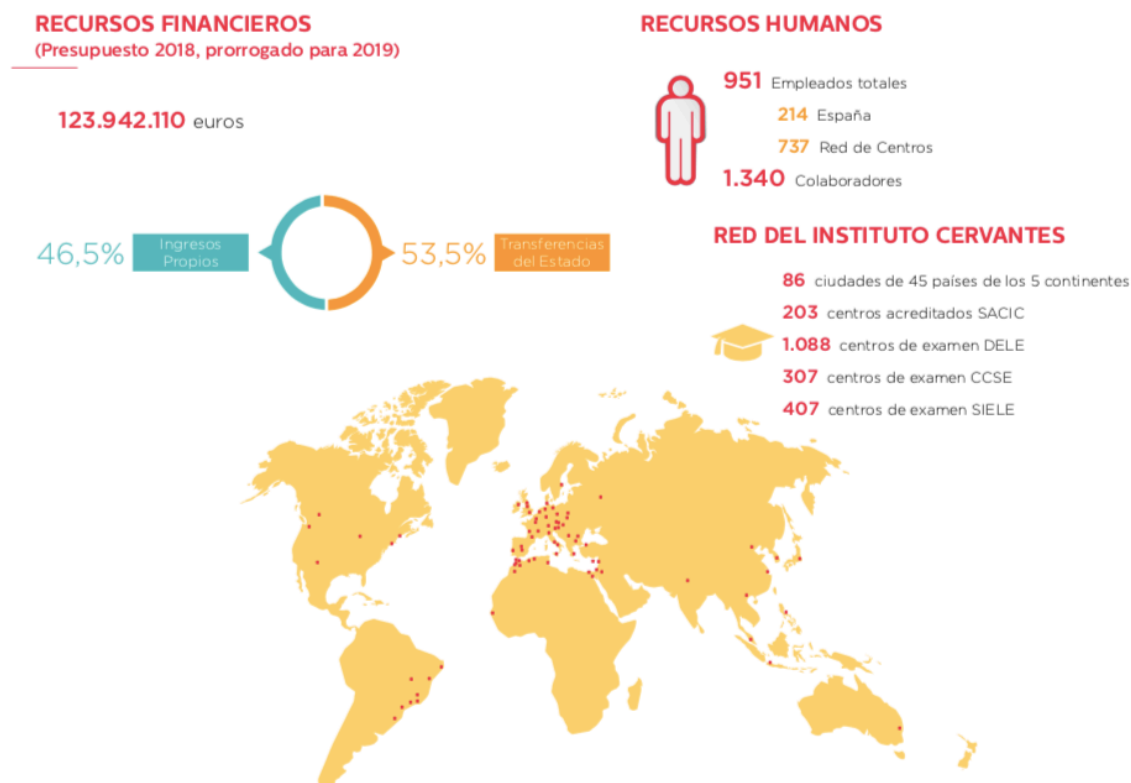 RECURSOS FINANCIEROS
(Presupuesto 2018, prorrogado para 2019)
123.942.110 euros
46,5%
Ingresos
Propios
53,5%
Transferencias
del Estado
RECURSOS HUMANOS
951 Empleados totales
214 España
737 Red de Centros
1.340 Colaboradores
RED DEL INSTITUTO CERVANTES
86 ciudades de 45 países de los 5 continentes
203 centros acreditados SACIC
1.088 centros de examen DELE
307 centros de examen CCSE
407 centros de examen SIELE